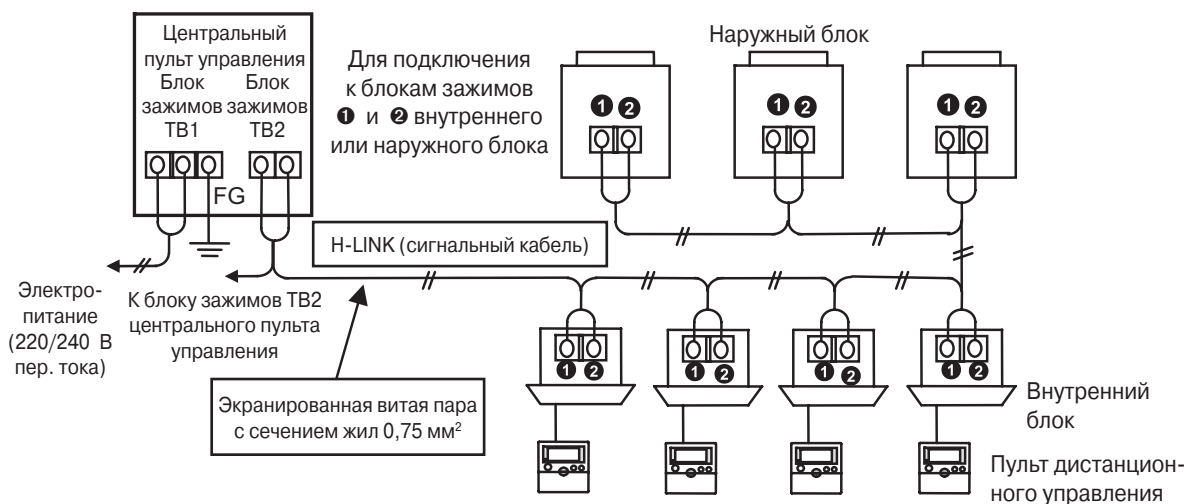 Центральный
пульт управления
Блок зажимов TB1
Блок зажимов TB2
FG
Для подключения
к блокам зажимов
❶ и ❷ внутреннего
или наружного блока
Наружный блок
❶ ❷
❶ ❷
❶ ❷
H-LINK (сигнальный кабель)
Электро-
питание
(220/240 В
пер. тока)
К блоку зажимов TB2
центрального пульта
управления
Экранированная витая пара
с сечением жил 0,75 мм²
❶ ❷
❶ ❷
❶ ❷
❶ ❷
Внутренний
блок
Пульт дистанцион-
ного управления